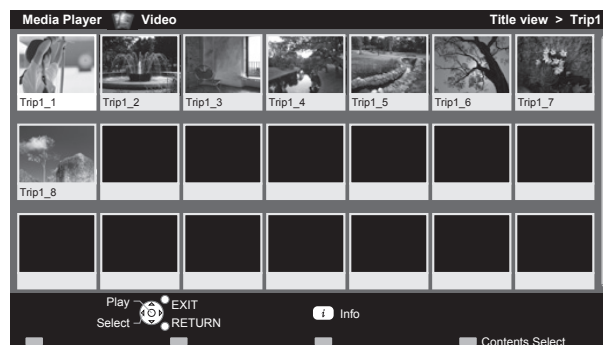 Media Player Video Title view > Trip1
Trip1_1 Trip1_2 Trip1_3 Trip1_4 Trip1_5 Trip1_6 Trip1_7
Trip1_8
Play EXIT
i Info
Select RETURN
Contents Select